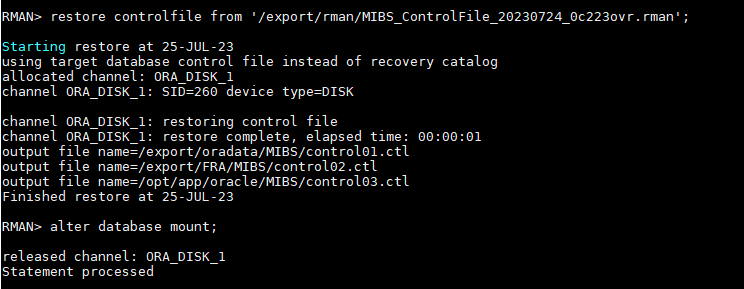 RMAN> restore controlfile from '/export/rman/MIBS_ControlFile_20230724_0c223ovr.rman';
Starting restore at 25-JUL-23
using target database control file instead of recovery catalog
allocated channel: ORA_DISK_1
channel ORA_DISK_1: SID=260 device type=DISK
channel ORA_DISK_1: restoring control file
channel ORA_DISK_1: restore complete, elapsed time: 00:00:01
output file name=/export/oradata/MIBS/control01.ctl
output file name=/export/FRA/MIBS/control02.ctl
output file name=/opt/app/oracle/MIBS/control03.ctl
Finished restore at 25-JUL-23
RMAN> alter database mount;
released channel: ORA_DISK_1
Statement processed